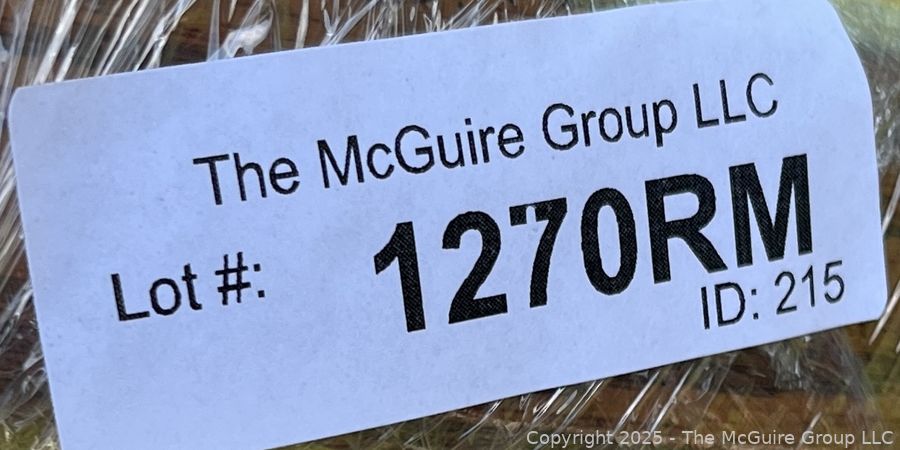 The McGuire Group LLC
Lot #: 1270RM
ID: 215
Copyright 2025 - The McGuire Group LLC